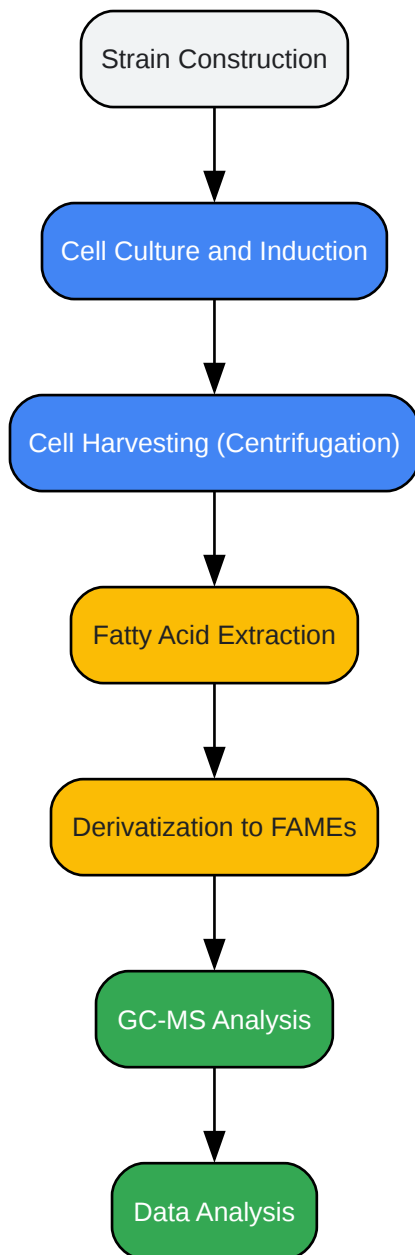 Strain Construction
Cell Culture and Induction
Cell Harvesting (Centrifugation)
Fatty Acid Extraction
Derivatization to FAMEs
GC-MS Analysis
Data Analysis